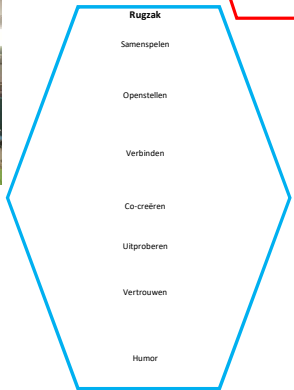 Rugzak
Samenspelen
Openstellen
Verbinden
Co-creëren
Uitproberen
Vertrouwen
Humor